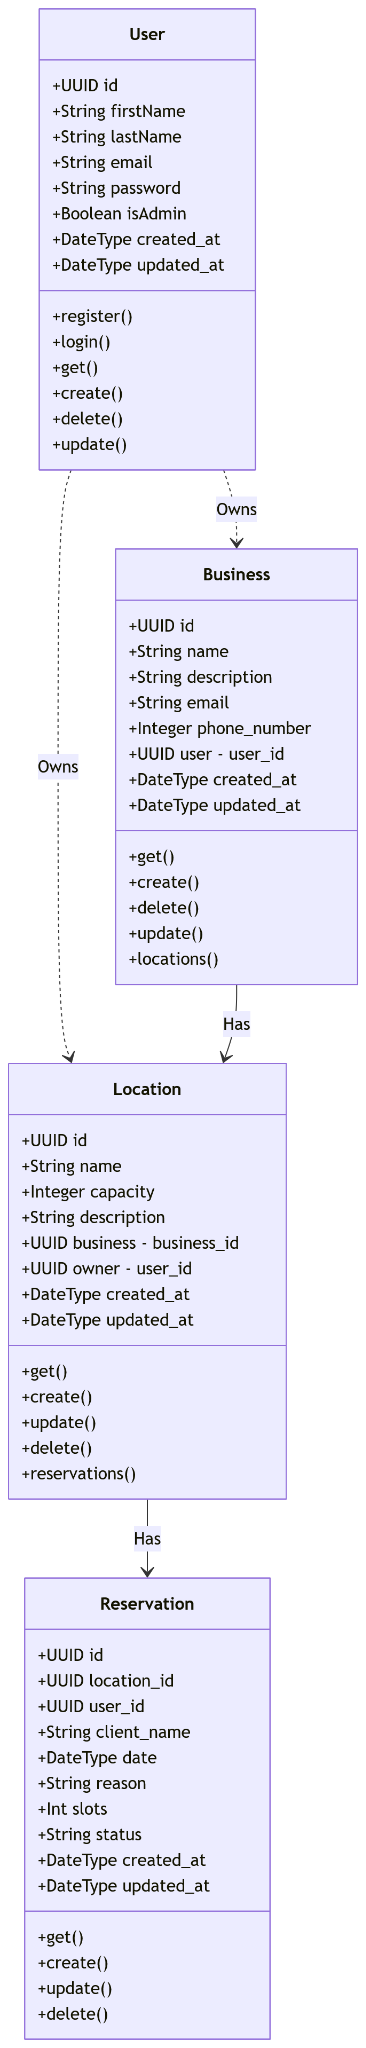 User
+UUID id
+String firstName
+String lastName
+String email
+String password
+Boolean isAdmin
+DateType created_at
+DateType updated_at
+register()
+login()
+get()
+create()
+delete()
+update()
Owns
Business
+UUID id
+String name
+String description
+String email
+Integer phone_number
+UUID user - user_id
+DateType created_at
+DateType updated_at
+get()
+create()
+delete()
+update()
+locations()
Owns
Has
Location
+UUID id
+String name
+Integer capacity
+String description
+UUID business - business_id
+UUID owner - user_id
+DateType created_at
+DateType updated_at
+get()
+create()
+update()
+delete()
+reservations()
Has
Reservation
+UUID id
+UUID location_id
+UUID user_id
+String client_name
+DateType date
+String reason
+Int slots
+String status
+DateType created_at
+DateType updated_at
+get()
+create()
+update()
+delete()